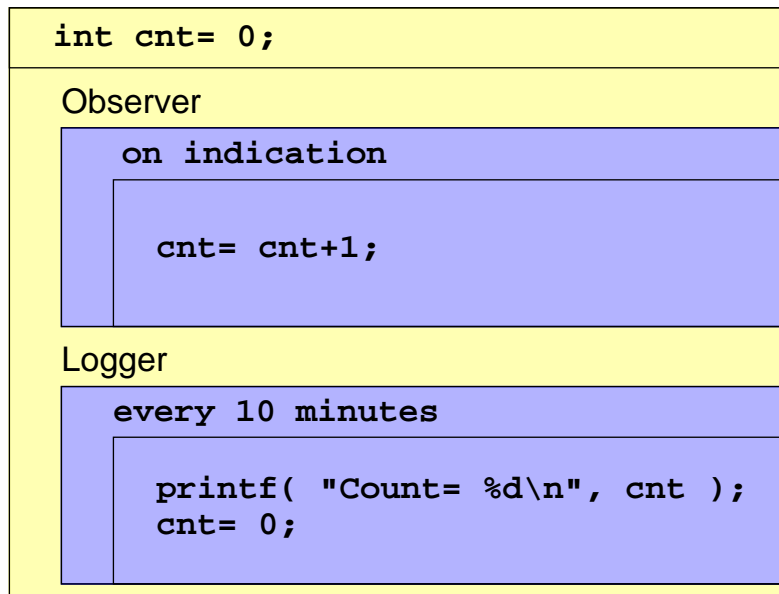 int cnt= 0;
Observer
on indication
cnt= cnt+1;
Logger
every 10 minutes
printf( "Count= %d\n", cnt );
cnt= 0;